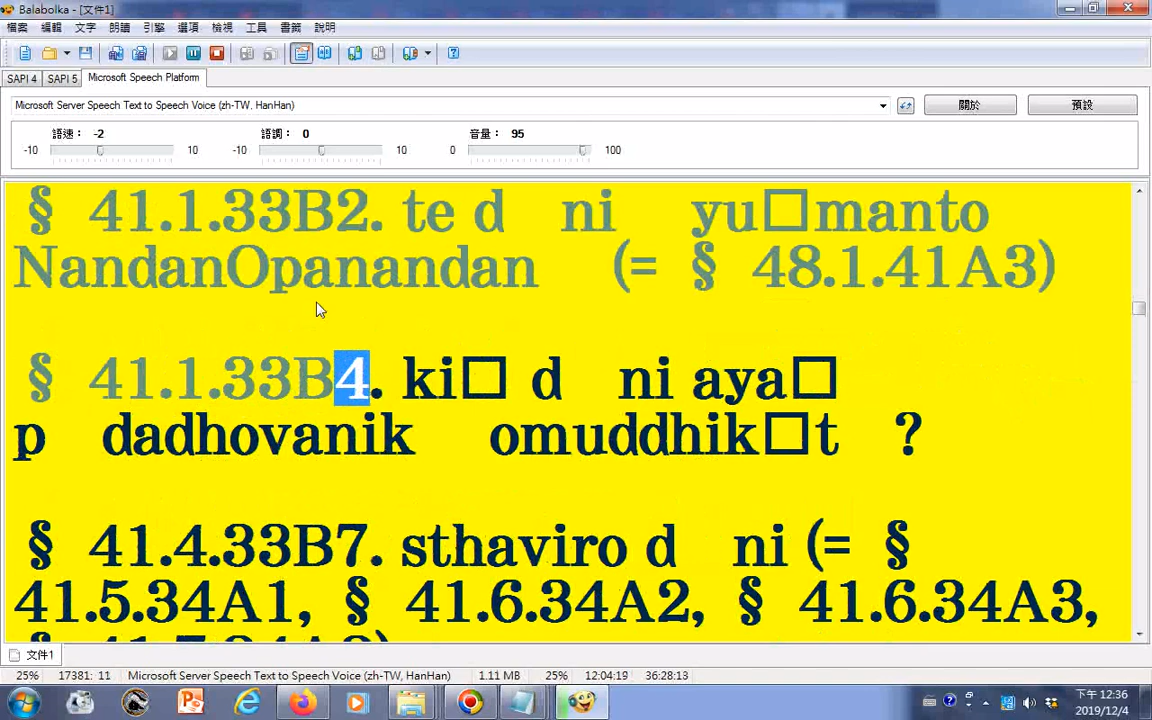 Balabolka - [文件1]
檔案 編輯 文字 朗讀 引擎 選項 檢視 工具 書籤 說明
SAPI 4 SAPI 5 Microsoft Speech Platform
Microsoft Server Speech Text to Speech Voice (zh-TW, HanHan) 關於 預設
語速： -2 語調： 0 音量： 95
-10 10 -10 10 0 100
§ 41.1.33B2. te d ni yu□manto
NandanOpanandan (= § 48.1.41A3)
§ 41.1.33B4. ki□ d ni aya□
p dadhovanik omuddhik□t ?
§ 41.4.33B7. sthaviro d ni (= §
41.5.34A1, § 41.6.34A2, § 41.6.34A3,
文件1
25% 17381: 11 Microsoft Server Speech Text to Speech Voice (zh-TW, HanHan) 1.11 MB 25% 12:04:19 36:28:13
下午 12:36
2019/12/4